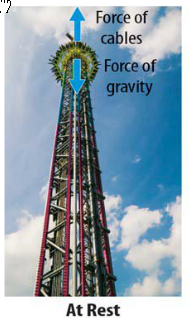 Force of
cables
Force of
gravity
At Rest